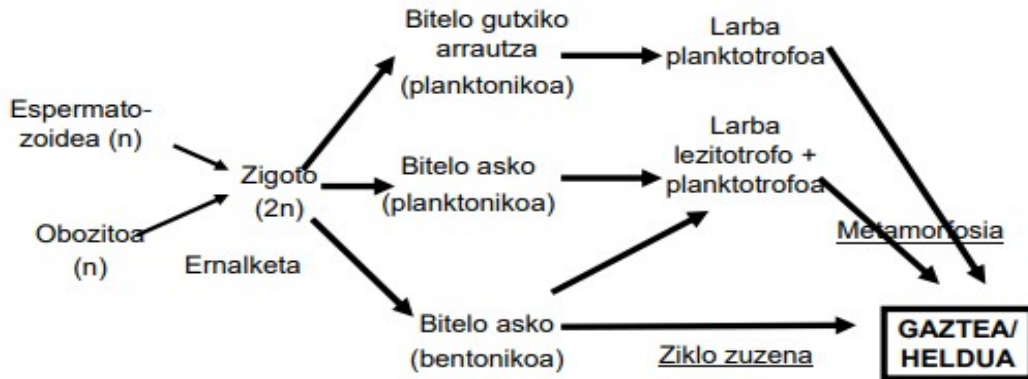 Espermato-
zoidea (n)
Obozitoa
(n)
Zigoto
(2n)
Ernalketa
Bitelo gutxiko
arrautza
(planktonikoa)
Larba
planktotrofoa
Bitelo asko
(planktonikoa)
Larba
lezitotrofo +
planktotrofoa
Metamorfosia
Bitelo asko
(bentonikoa)
Ziklo zuzena
GAZTEA/
HELDUA